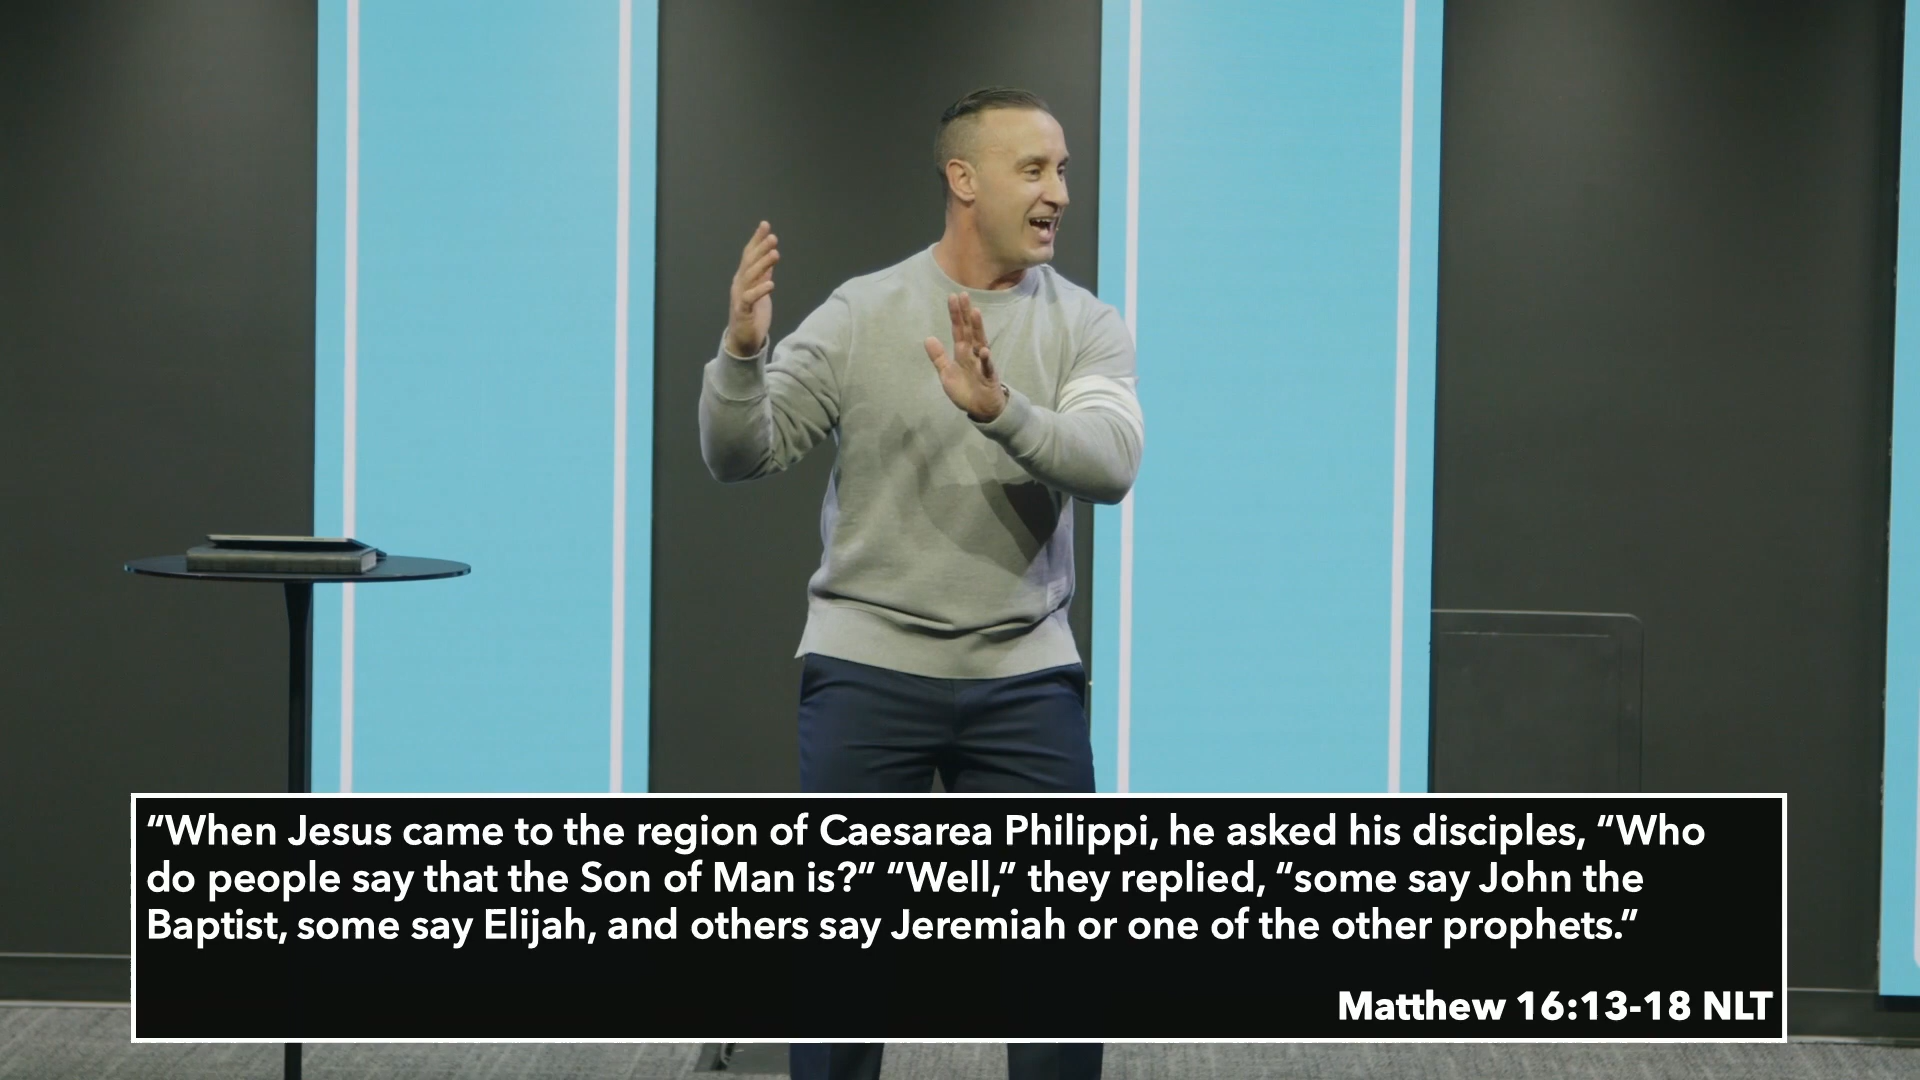 “When Jesus came to the region of Caesarea Philippi, he asked his disciples, “Who
do people say that the Son of Man is?” “Well,” they replied, “some say John the
Baptist, some say Elijah, and others say Jeremiah or one of the other prophets.”
Matthew 16:13-18 NLT